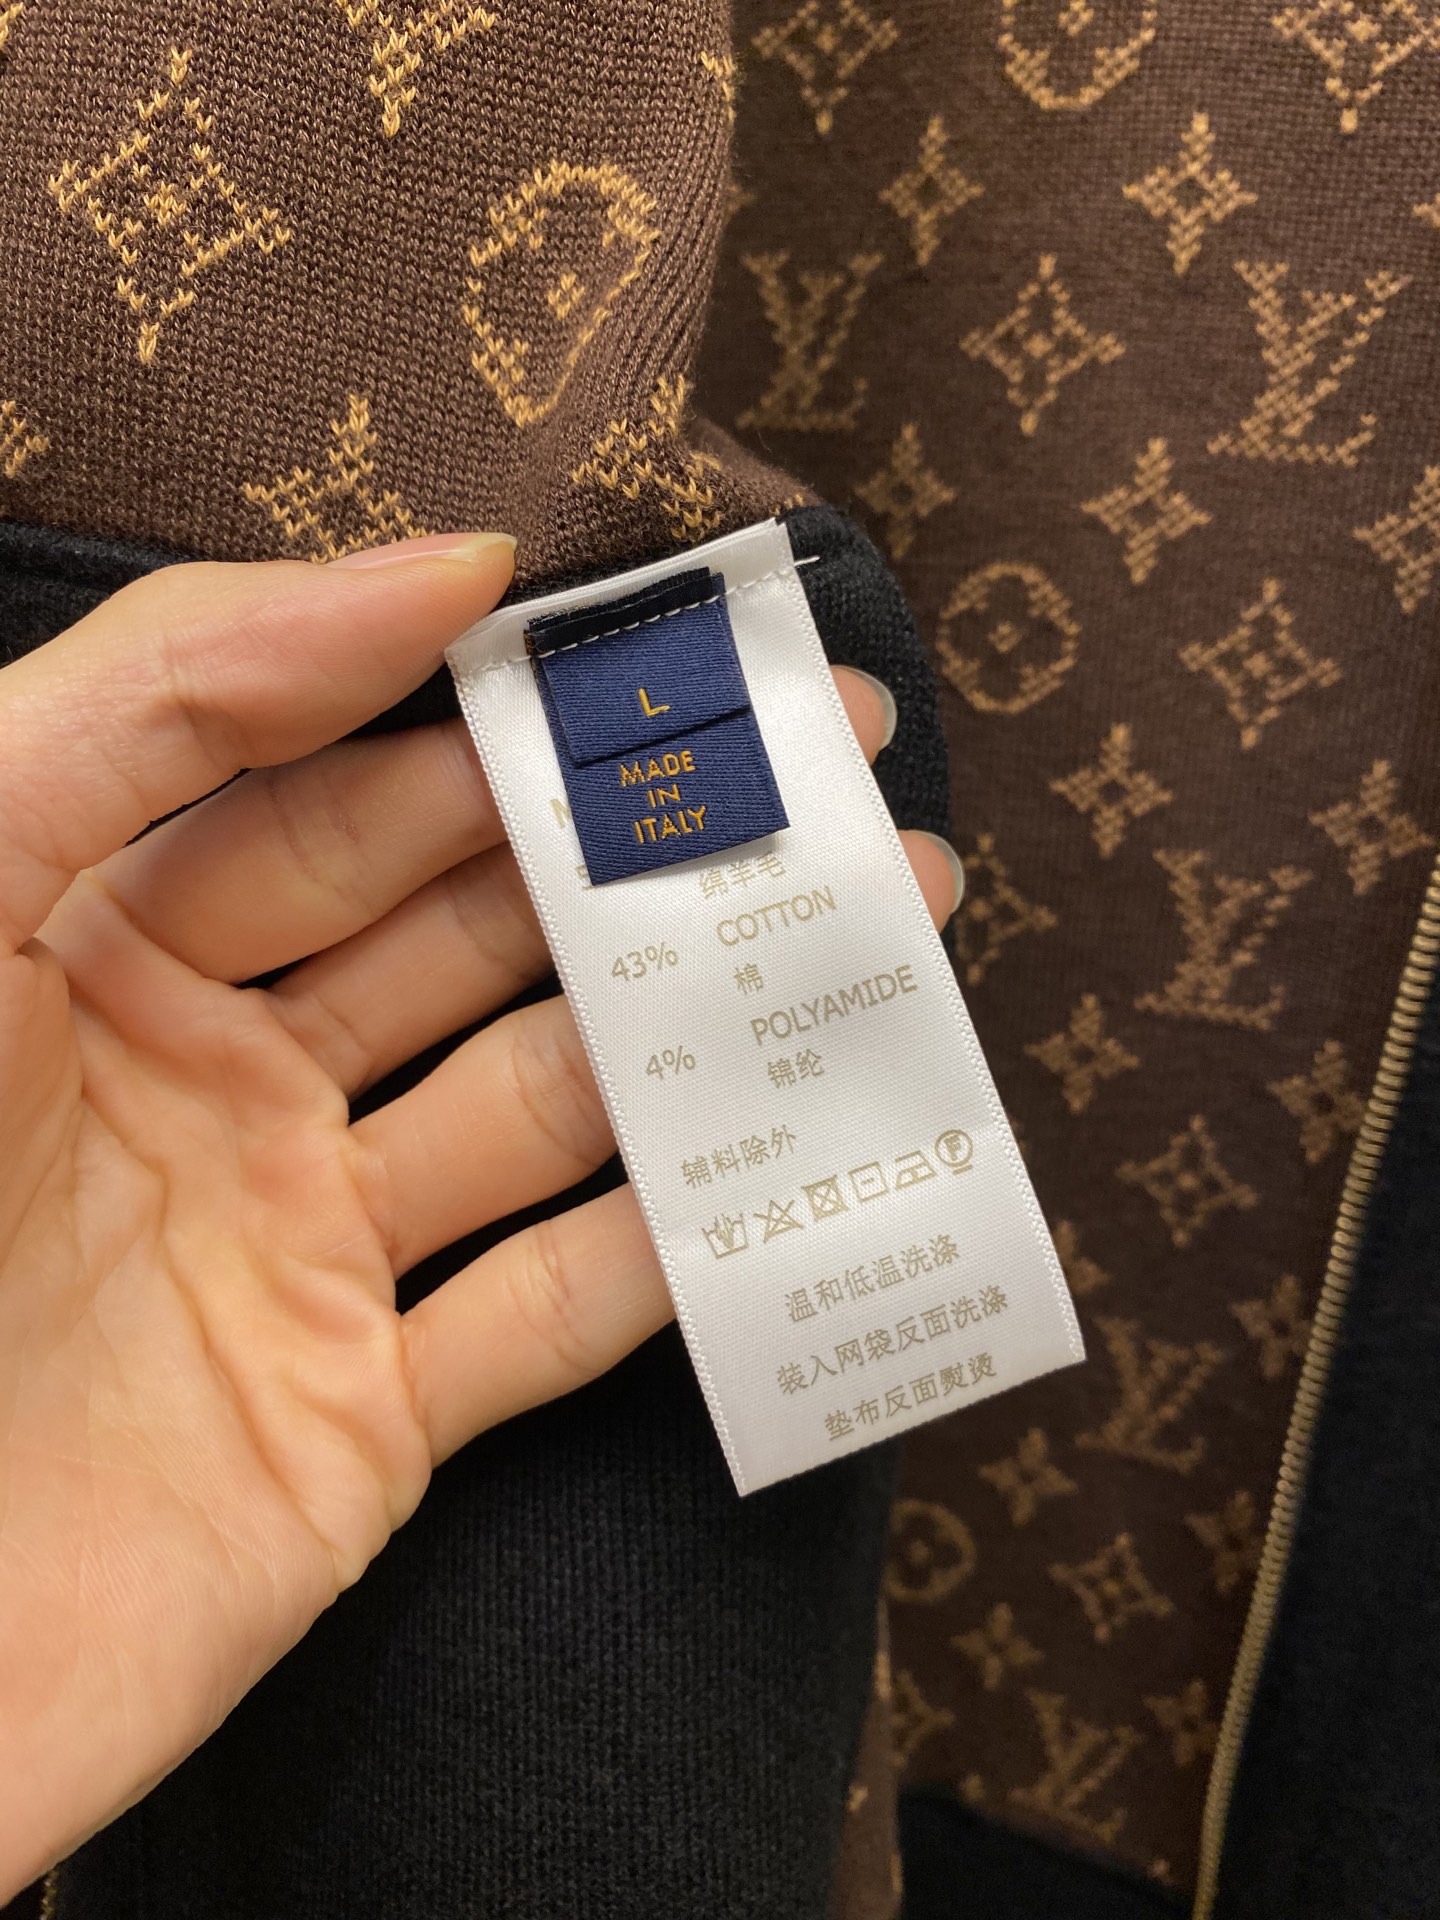 L
MADE
IN
ITALY
绵羊毛
43% COTTON
棉
4% POLYAMIDE
锦纶
辅料除外
温和低温洗涤
装入网袋反面洗涤
垫布反面熨烫